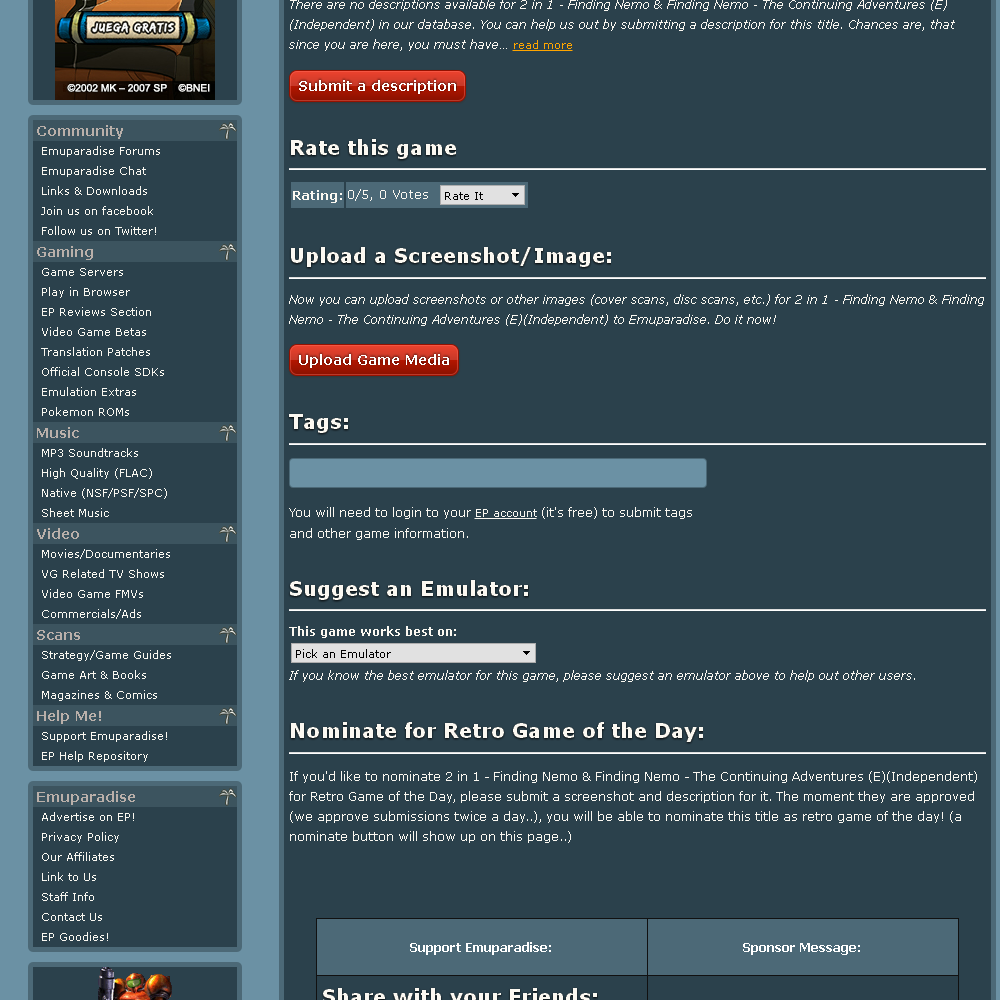 JUEGA GRATIS
©2002 MK – 2007 SP ©BNEI
Community
Emuparadise Forums
Emuparadise Chat
Links & Downloads
Join us on facebook
Follow us on Twitter!
Gaming
Game Servers
Play in Browser
EP Reviews Section
Video Game Betas
Translation Patches
Official Console SDKs
Emulation Extras
Pokemon ROMs
Music
MP3 Soundtracks
High Quality (FLAC)
Native (NSF/PSF/SPC)
Sheet Music
Video
Movies/Documentaries
VG Related TV Shows
Video Game FMVs
Commercials/Ads
Scans
Strategy/Game Guides
Game Art & Books
Magazines & Comics
Help Me!
Support Emuparadise!
EP Help Repository
Emuparadise
Advertise on EP!
Privacy Policy
Our Affiliates
Link to Us
Staff Info
Contact Us
EP Goodies!
There are no descriptions available for 2 in 1 - Finding Nemo & Finding Nemo - The Continuing Adventures (E)
(Independent) in our database. You can help us out by submitting a description for this title. Chances are, that
since you are here, you must have... read more
Submit a description
Rate this game
Rating: 0/5, 0 Votes Rate It
Upload a Screenshot/Image:
Now you can upload screenshots or other images (cover scans, disc scans, etc.) for 2 in 1 - Finding Nemo & Finding
Nemo - The Continuing Adventures (E)(Independent) to Emuparadise. Do it now!
Upload Game Media
Tags:
You will need to login to your EP account (it's free) to submit tags
and other game information.
Suggest an Emulator:
This game works best on:
Pick an Emulator
If you know the best emulator for this game, please suggest an emulator above to help out other users.
Nominate for Retro Game of the Day:
If you'd like to nominate 2 in 1 - Finding Nemo & Finding Nemo - The Continuing Adventures (E)(Independent)
for Retro Game of the Day, please submit a screenshot and description for it. The moment they are approved
(we approve submissions twice a day..), you will be able to nominate this title as retro game of the day! (a
nominate button will show up on this page..)
Support Emuparadise: Sponsor Message:
Share with your Friends: